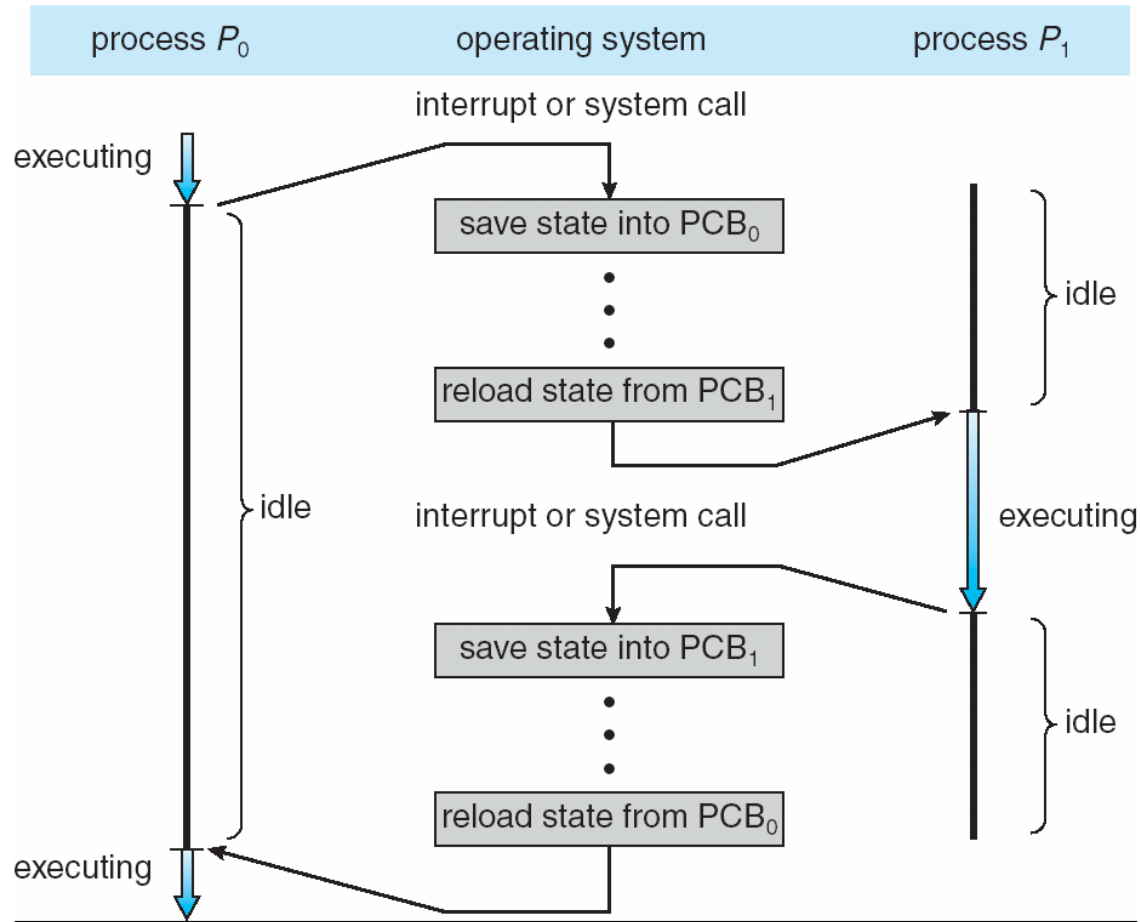 process P₀ operating system process P₁
interrupt or system call
executing
save state into PCB₀
idle
reload state from PCB₁
idle
interrupt or system call
executing
save state into PCB₁
idle
reload state from PCB₀
executing